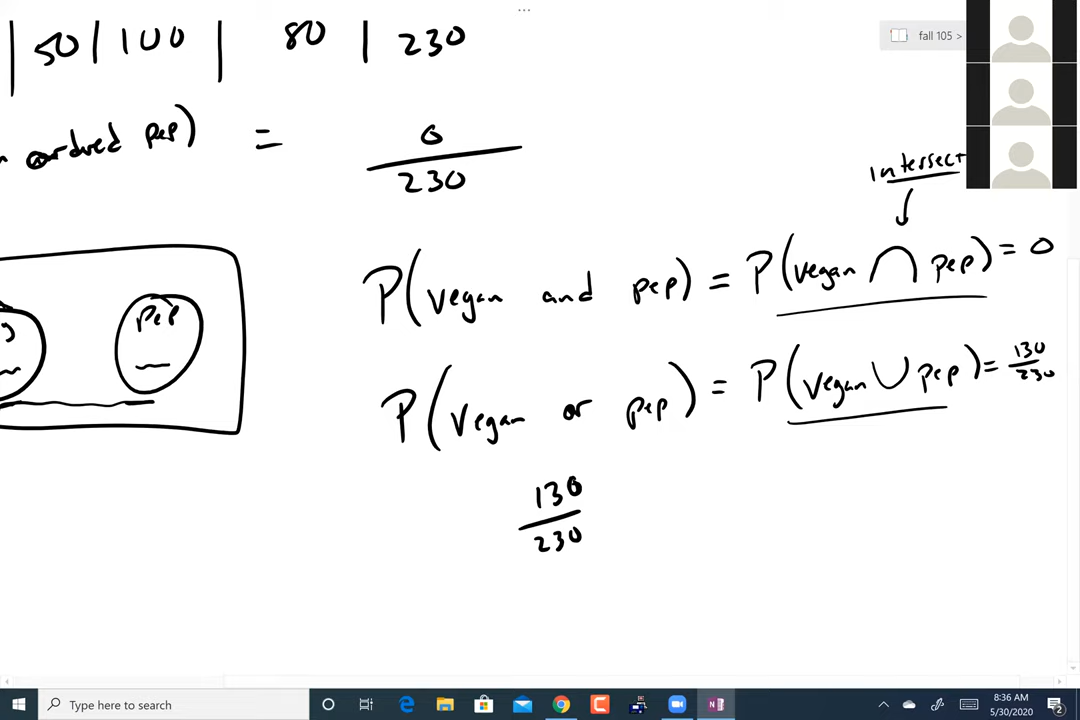 | 50 | 100 | 80 | 230
fall 105 >
ordered pep) = 0
230
intersect
P(vegan and pep) = P(vegan ∩ pep) = 0
pep
P(vegan or pep) = P(vegan ∪ pep) = 130
230
130
230
Type here to search
8:36 AM
5/30/2020
2